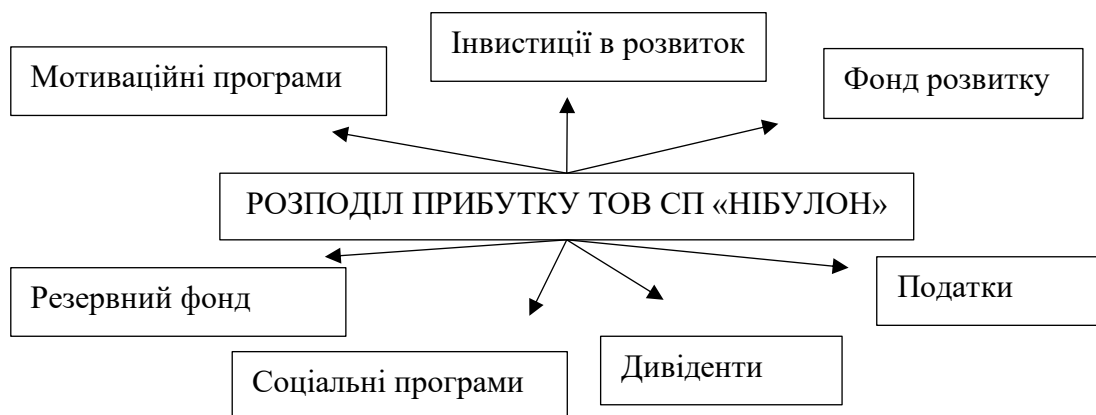 Інвистиції в розвиток
Мотиваційні програми
Фонд розвитку
РОЗПОДІЛ ПРИБУТКУ ТОВ СП «НІБУЛОН»
Резервний фонд
Податки
Соціальні програми
Дивіденти